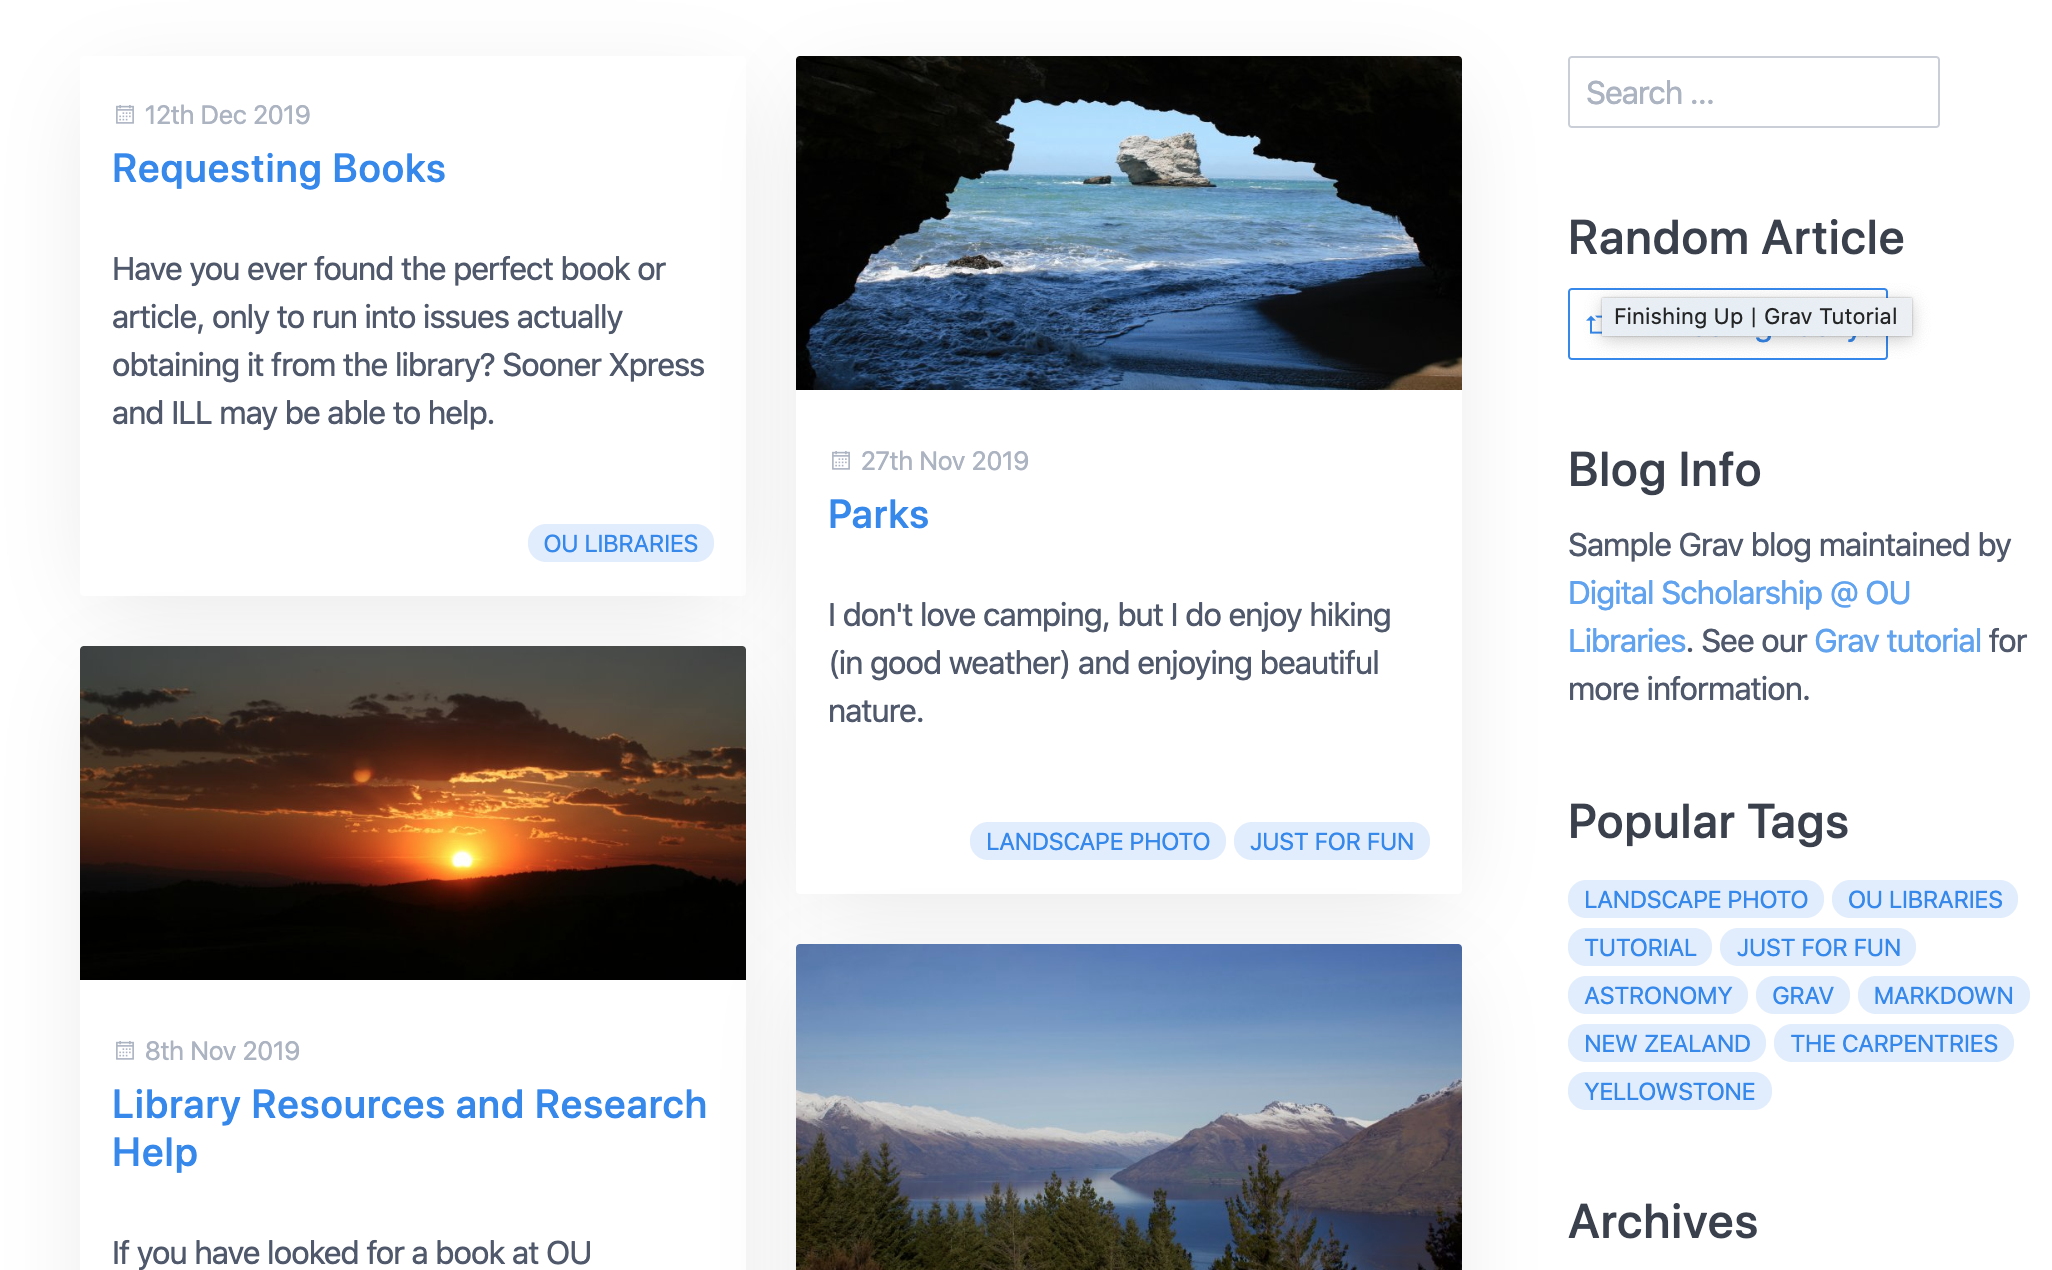 12th Dec 2019
Requesting Books
Have you ever found the perfect book or
article, only to run into issues actually
obtaining it from the library? Sooner Xpress
and ILL may be able to help.
OU LIBRARIES
8th Nov 2019
Library Resources and Research
Help
If you have looked for a book at OU
27th Nov 2019
Parks
I don't love camping, but I do enjoy hiking
(in good weather) and enjoying beautiful
nature.
LANDSCAPE PHOTO JUST FOR FUN
Search ...
Random Article
Finishing Up | Grav Tutorial
Blog Info
Sample Grav blog maintained by
Digital Scholarship @ OU
Libraries. See our Grav tutorial for
more information.
Popular Tags
LANDSCAPE PHOTO OU LIBRARIES
TUTORIAL JUST FOR FUN
ASTRONOMY GRAV MARKDOWN
NEW ZEALAND THE CARPENTRIES
YELLOWSTONE
Archives